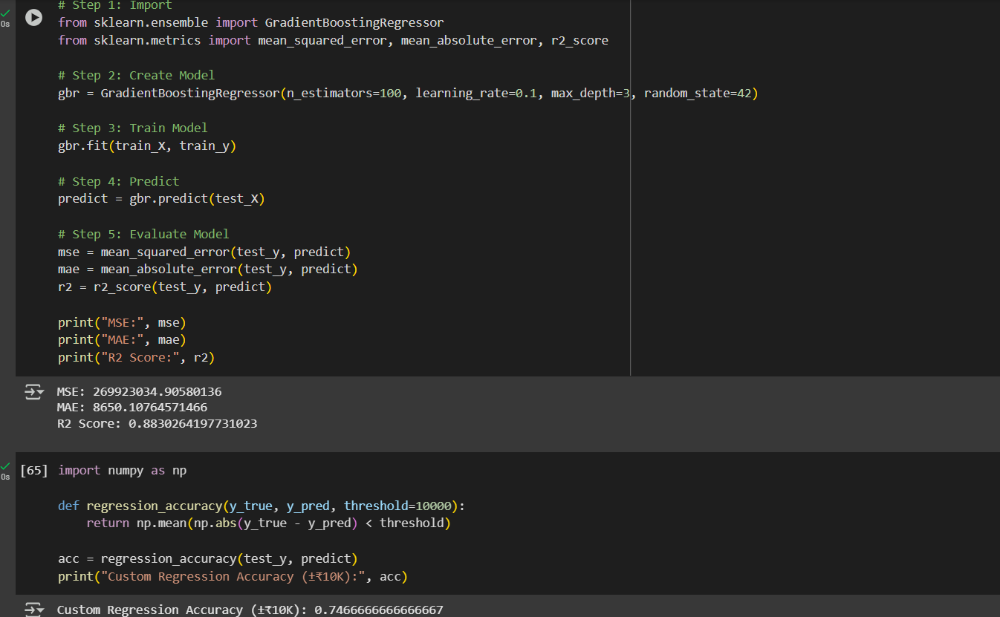 # Step 1: Import
from sklearn.ensemble import GradientBoostingRegressor
from sklearn.metrics import mean_squared_error, mean_absolute_error, r2_score
# Step 2: Create Model
gbr = GradientBoostingRegressor(n_estimators=100, learning_rate=0.1, max_depth=3, random_state=42)
# Step 3: Train Model
gbr.fit(train_X, train_y)
# Step 4: Predict
predict = gbr.predict(test_X)
# Step 5: Evaluate Model
mse = mean_squared_error(test_y, predict)
mae = mean_absolute_error(test_y, predict)
r2 = r2_score(test_y, predict)
print("MSE:", mse)
print("MAE:", mae)
print("R2 Score:", r2)
0s
MSE: 269923034.90580136
MAE: 8650.10764571466
R2 Score: 0.8830264197731023
[65] import numpy as np
0s
def regression_accuracy(y_true, y_pred, threshold=10000):
    return np.mean(np.abs(y_true - y_pred) < threshold)
acc = regression_accuracy(test_y, predict)
print("Custom Regression Accuracy (±₹10K):", acc)
Custom Regression Accuracy (±₹10K): 0.7466666666666667